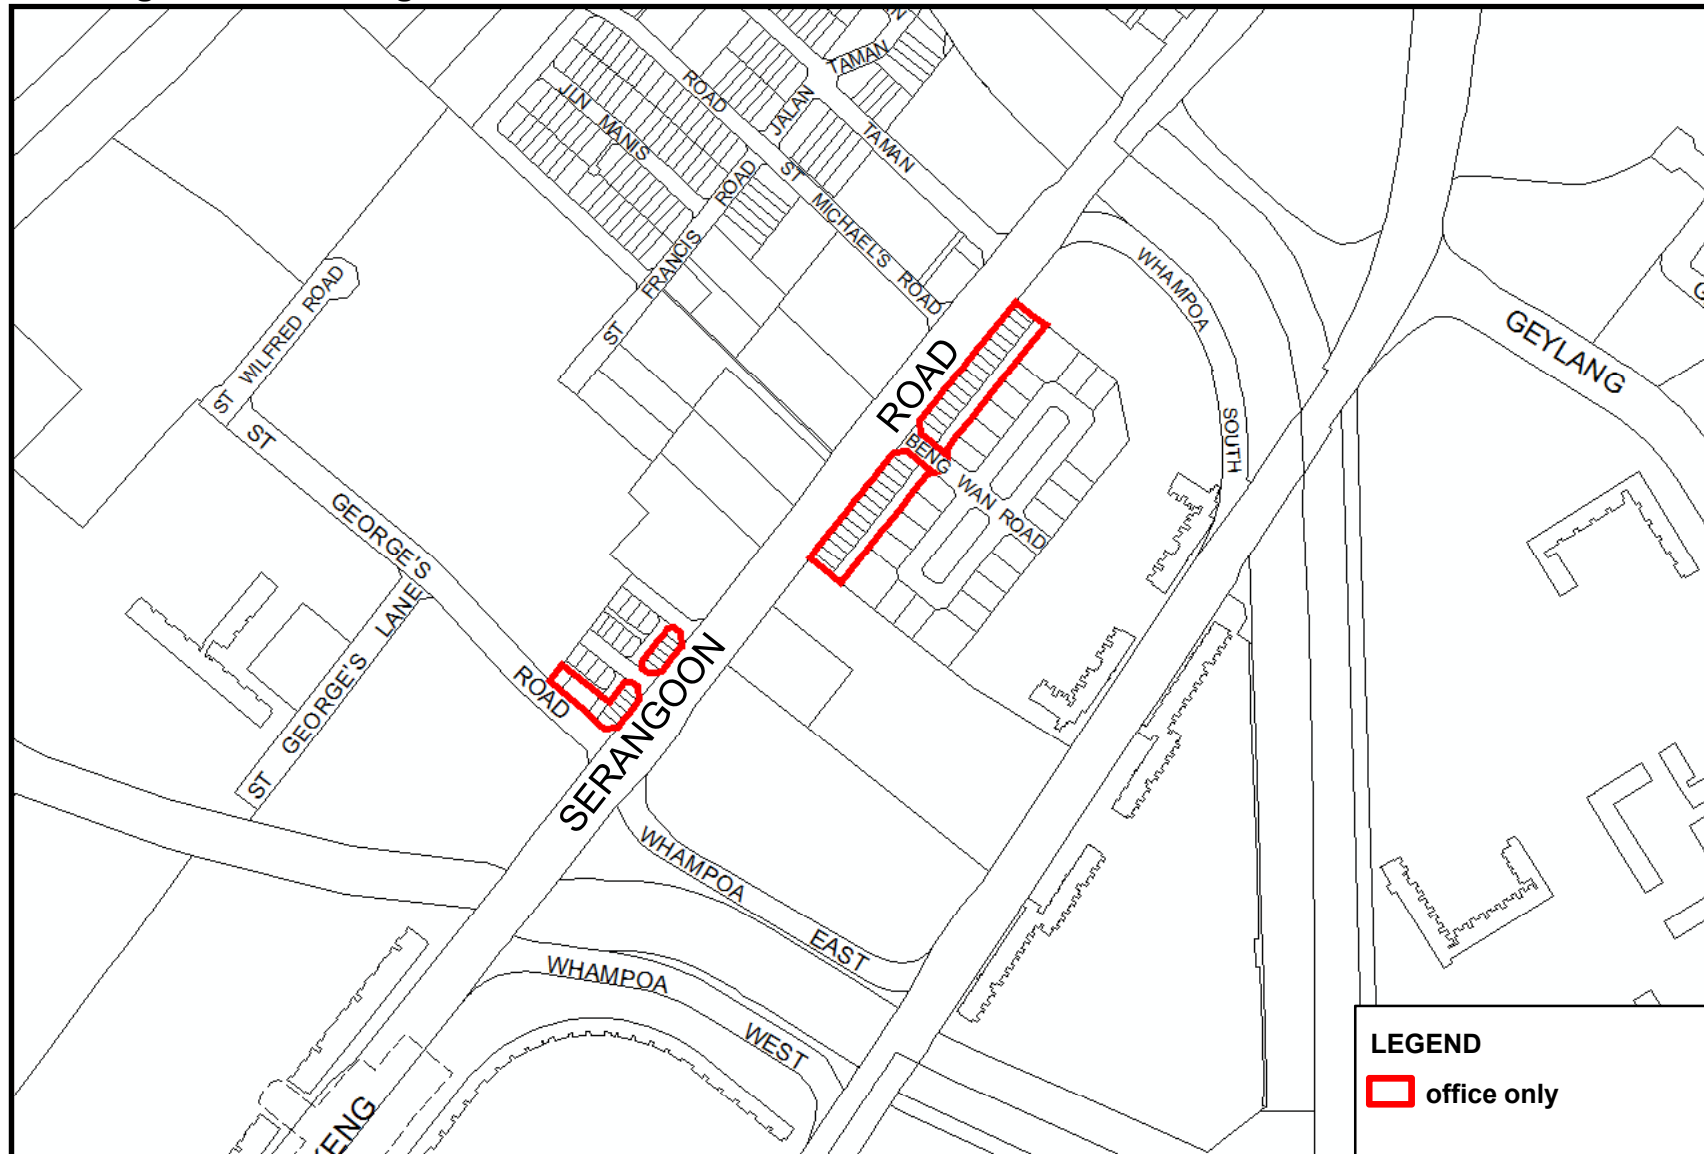 TAMAN
ROAD
JALAN
TAMAN
JLN MANIS
ROAD
ST MICHAEL'S ROAD
ST FRANCIS
WHAMPOA
SOUTH
ST WILFRED ROAD
GEYLANG
ROAD
BENG WAN ROAD
ST GEORGE'S
ROAD
ST GEORGE'S LANE
SERANGOON
WHAMPOA
EAST
WHAMPOA
WEST
KENG
LEGEND
office only